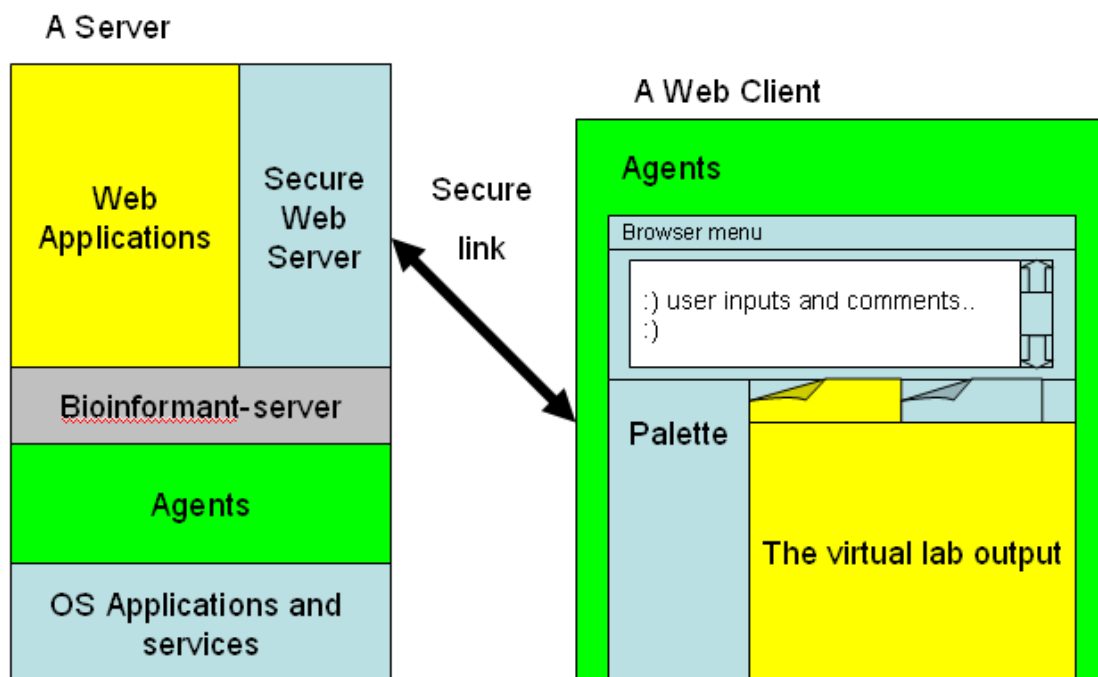 A Server
Web
Applications
Secure
Web
Server
Bioinformant-server
Agents
OS Applications and
services
Secure
link
A Web Client
Agents
Browser menu
:) user inputs and comments..
:)
Palette
The virtual lab output